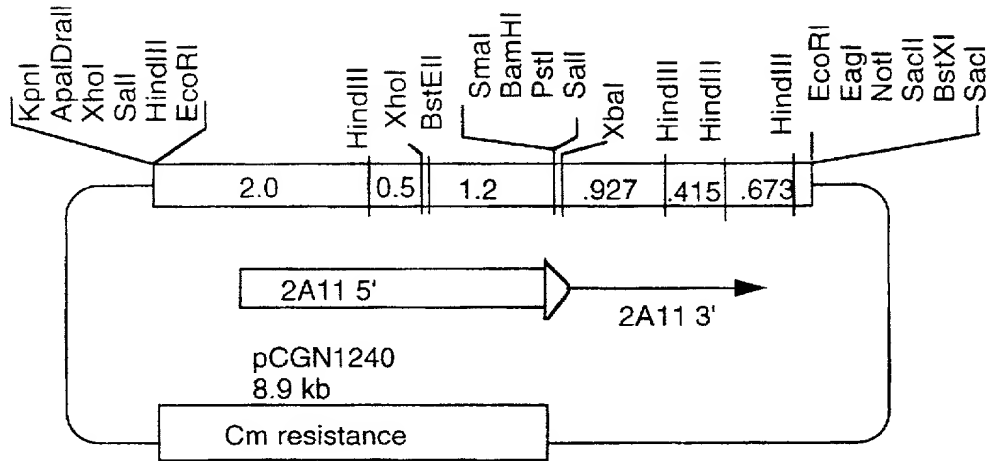 KpnI
ApaIDraII
XhoI
SalI
HindIII
EcoRI
HindIII
XhoI
BstEII
SmaI
BamHI
PstI
SalI
XbaI
HindIII
HindIII
HindIII
EcoRI
EagI
NotI
SacII
BstXI
SacI
2.0
0.5
1.2
.927
.415
.673
2A11 5'
2A11 3'
pCGN1240
8.9 kb
Cm resistance